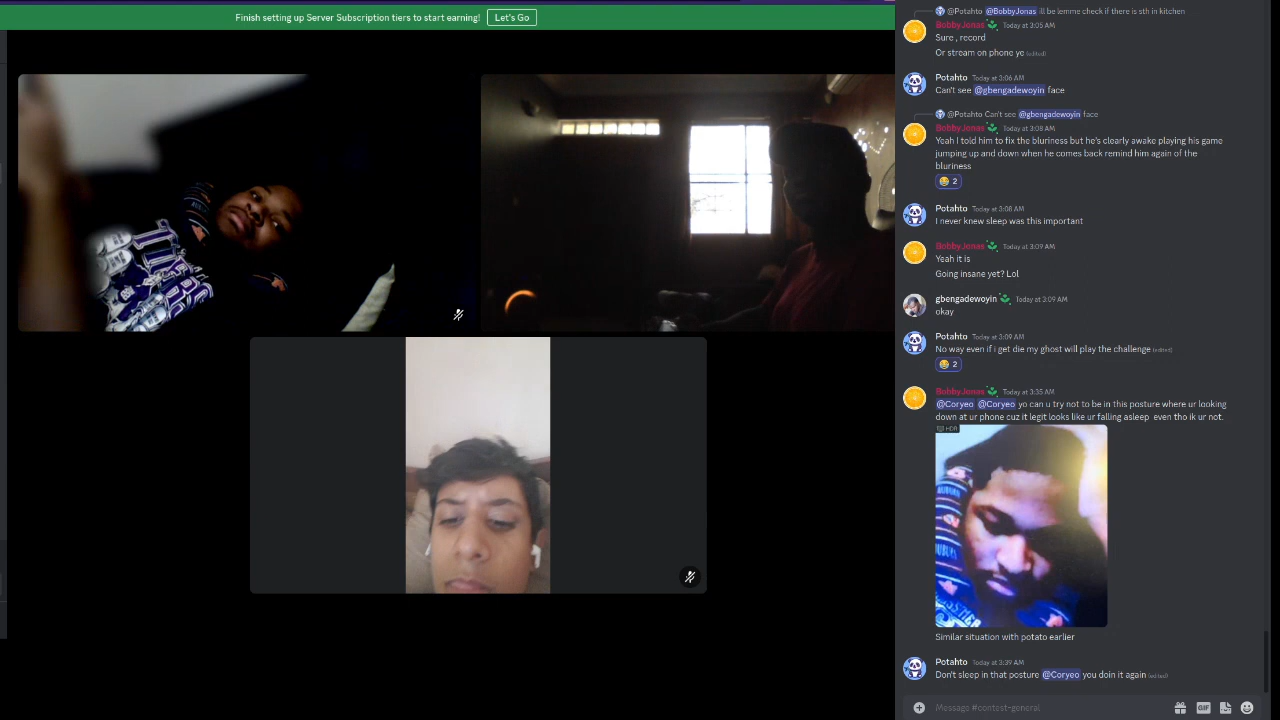 Finish setting up Server Subscription tiers to start earning!
Let's Go
@Potahto @BobbyJonas ill be lemme check if there is sth in kitchen
BobbyJonas Today at 3:05 AM
Sure , record
Or stream on phone ye (edited)
Potahto Today at 3:06 AM
Can't see @gbengadewoyin face
@Potahto Can't see @gbengadewoyin face
BobbyJonas Today at 3:08 AM
Yeah I told him to fix the bluriness but he's clearly awake playing his game
jumping up and down when he comes back remind him again of the
bluriness
2
Potahto Today at 3:08 AM
I never knew sleep was this important
BobbyJonas Today at 3:09 AM
Yeah it is
Going insane yet? Lol
gbengadewoyin Today at 3:09 AM
okay
Potahto Today at 3:09 AM
No way even if i get die my ghost will play the challenge (edited)
2
BobbyJonas Today at 3:35 AM
@Coryeo @Coryeo yo can u try not to be in this posture where ur looking
down at ur phone cuz it legit looks like ur falling asleep even tho ik ur not.
HDR
AUBURN
Similar situation with potato earlier
Potahto Today at 3:39 AM
Don't sleep in that posture @Coryeo you doin it again (edited)
Message #contest-general
GIF